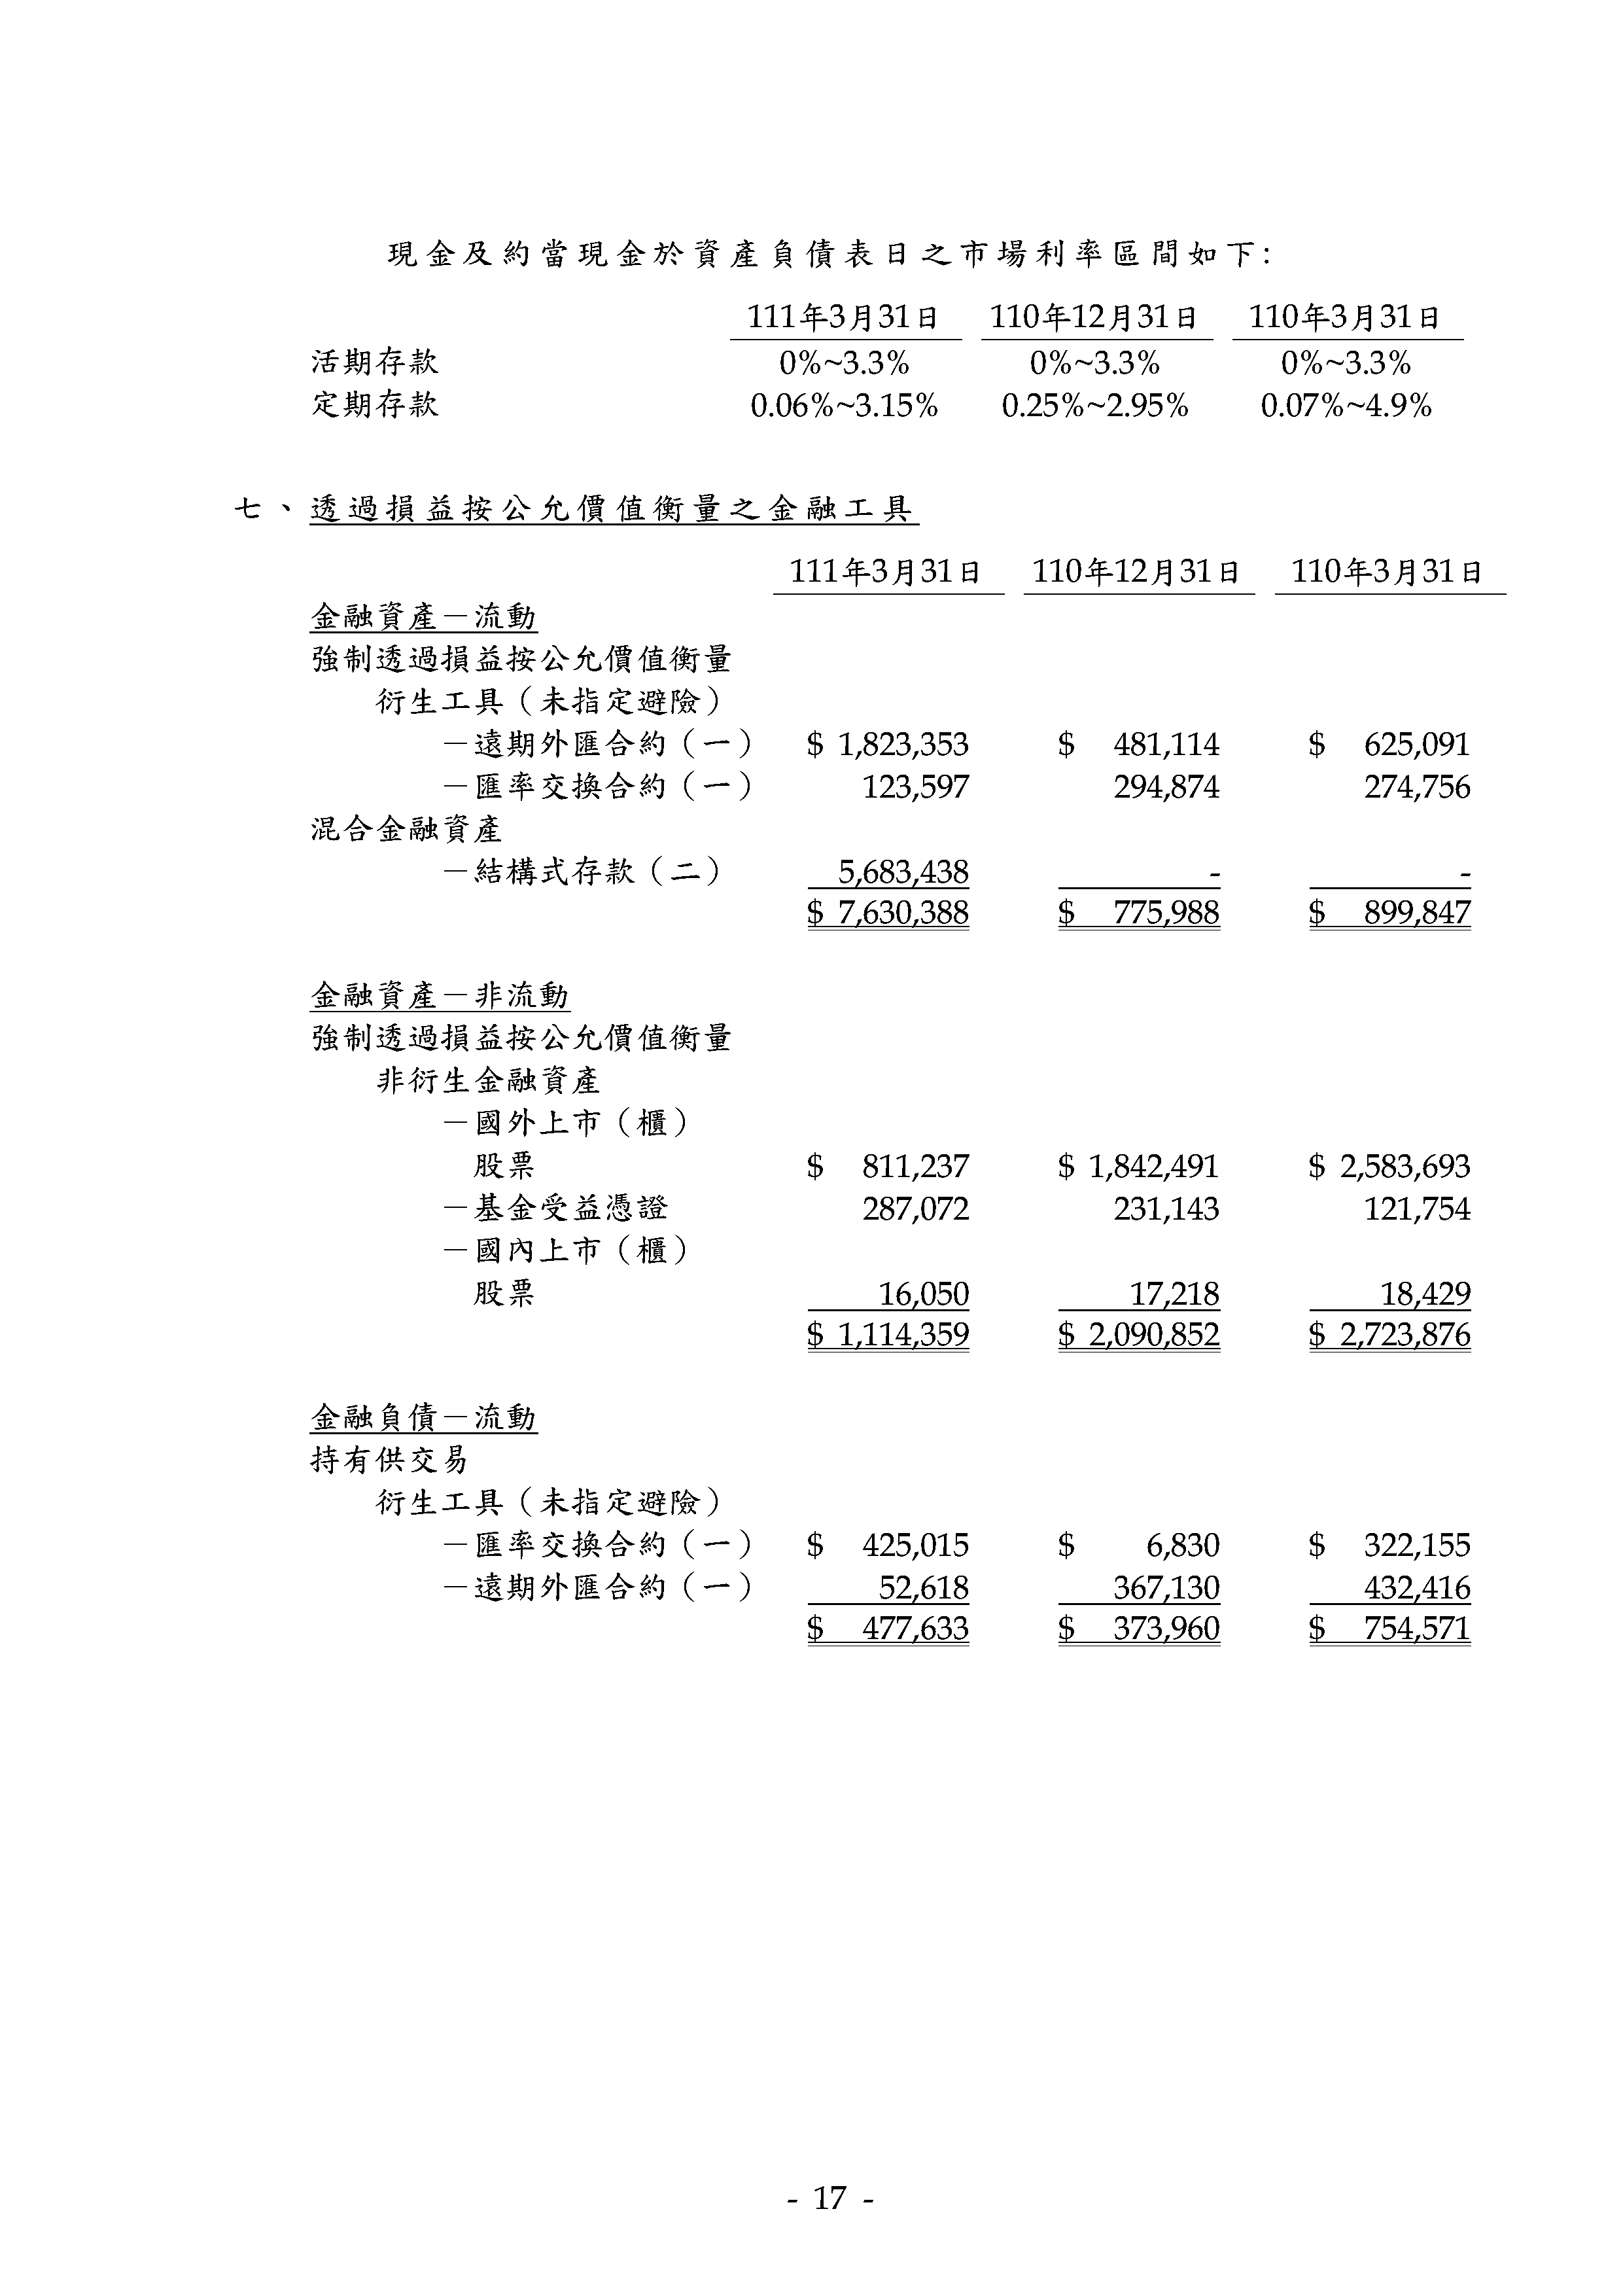 現金及約當現金於資產負債表日之市場利率區間如下：
111年3月31日 110年12月31日 110年3月31日
活期存款 0%~3.3% 0%~3.3% 0%~3.3%
定期存款 0.06%~3.15% 0.25%~2.95% 0.07%~4.9%
七、透過損益按公允價值衡量之金融工具
111年3月31日 110年12月31日 110年3月31日
金融資產－流動
強制透過損益按公允價值衡量
衍生工具（未指定避險）
－遠期外匯合約（一） $ 1,823,353 $ 481,114 $ 625,091
－匯率交換合約（一） 123,597 294,874 274,756
混合金融資產
－結構式存款（二） 5,683,438 - -
$ 7,630,388 $ 775,988 $ 899,847
金融資產－非流動
強制透過損益按公允價值衡量
非衍生金融資產
－國外上市（櫃）
股票 $ 811,237 $ 1,842,491 $ 2,583,693
－基金受益憑證 287,072 231,143 121,754
－國內上市（櫃）
股票 16,050 17,218 18,429
$ 1,114,359 $ 2,090,852 $ 2,723,876
金融負債－流動
持有供交易
衍生工具（未指定避險）
－匯率交換合約（一） $ 425,015 $ 6,830 $ 322,155
－遠期外匯合約（一） 52,618 367,130 432,416
$ 477,633 $ 373,960 $ 754,571
- 17 -